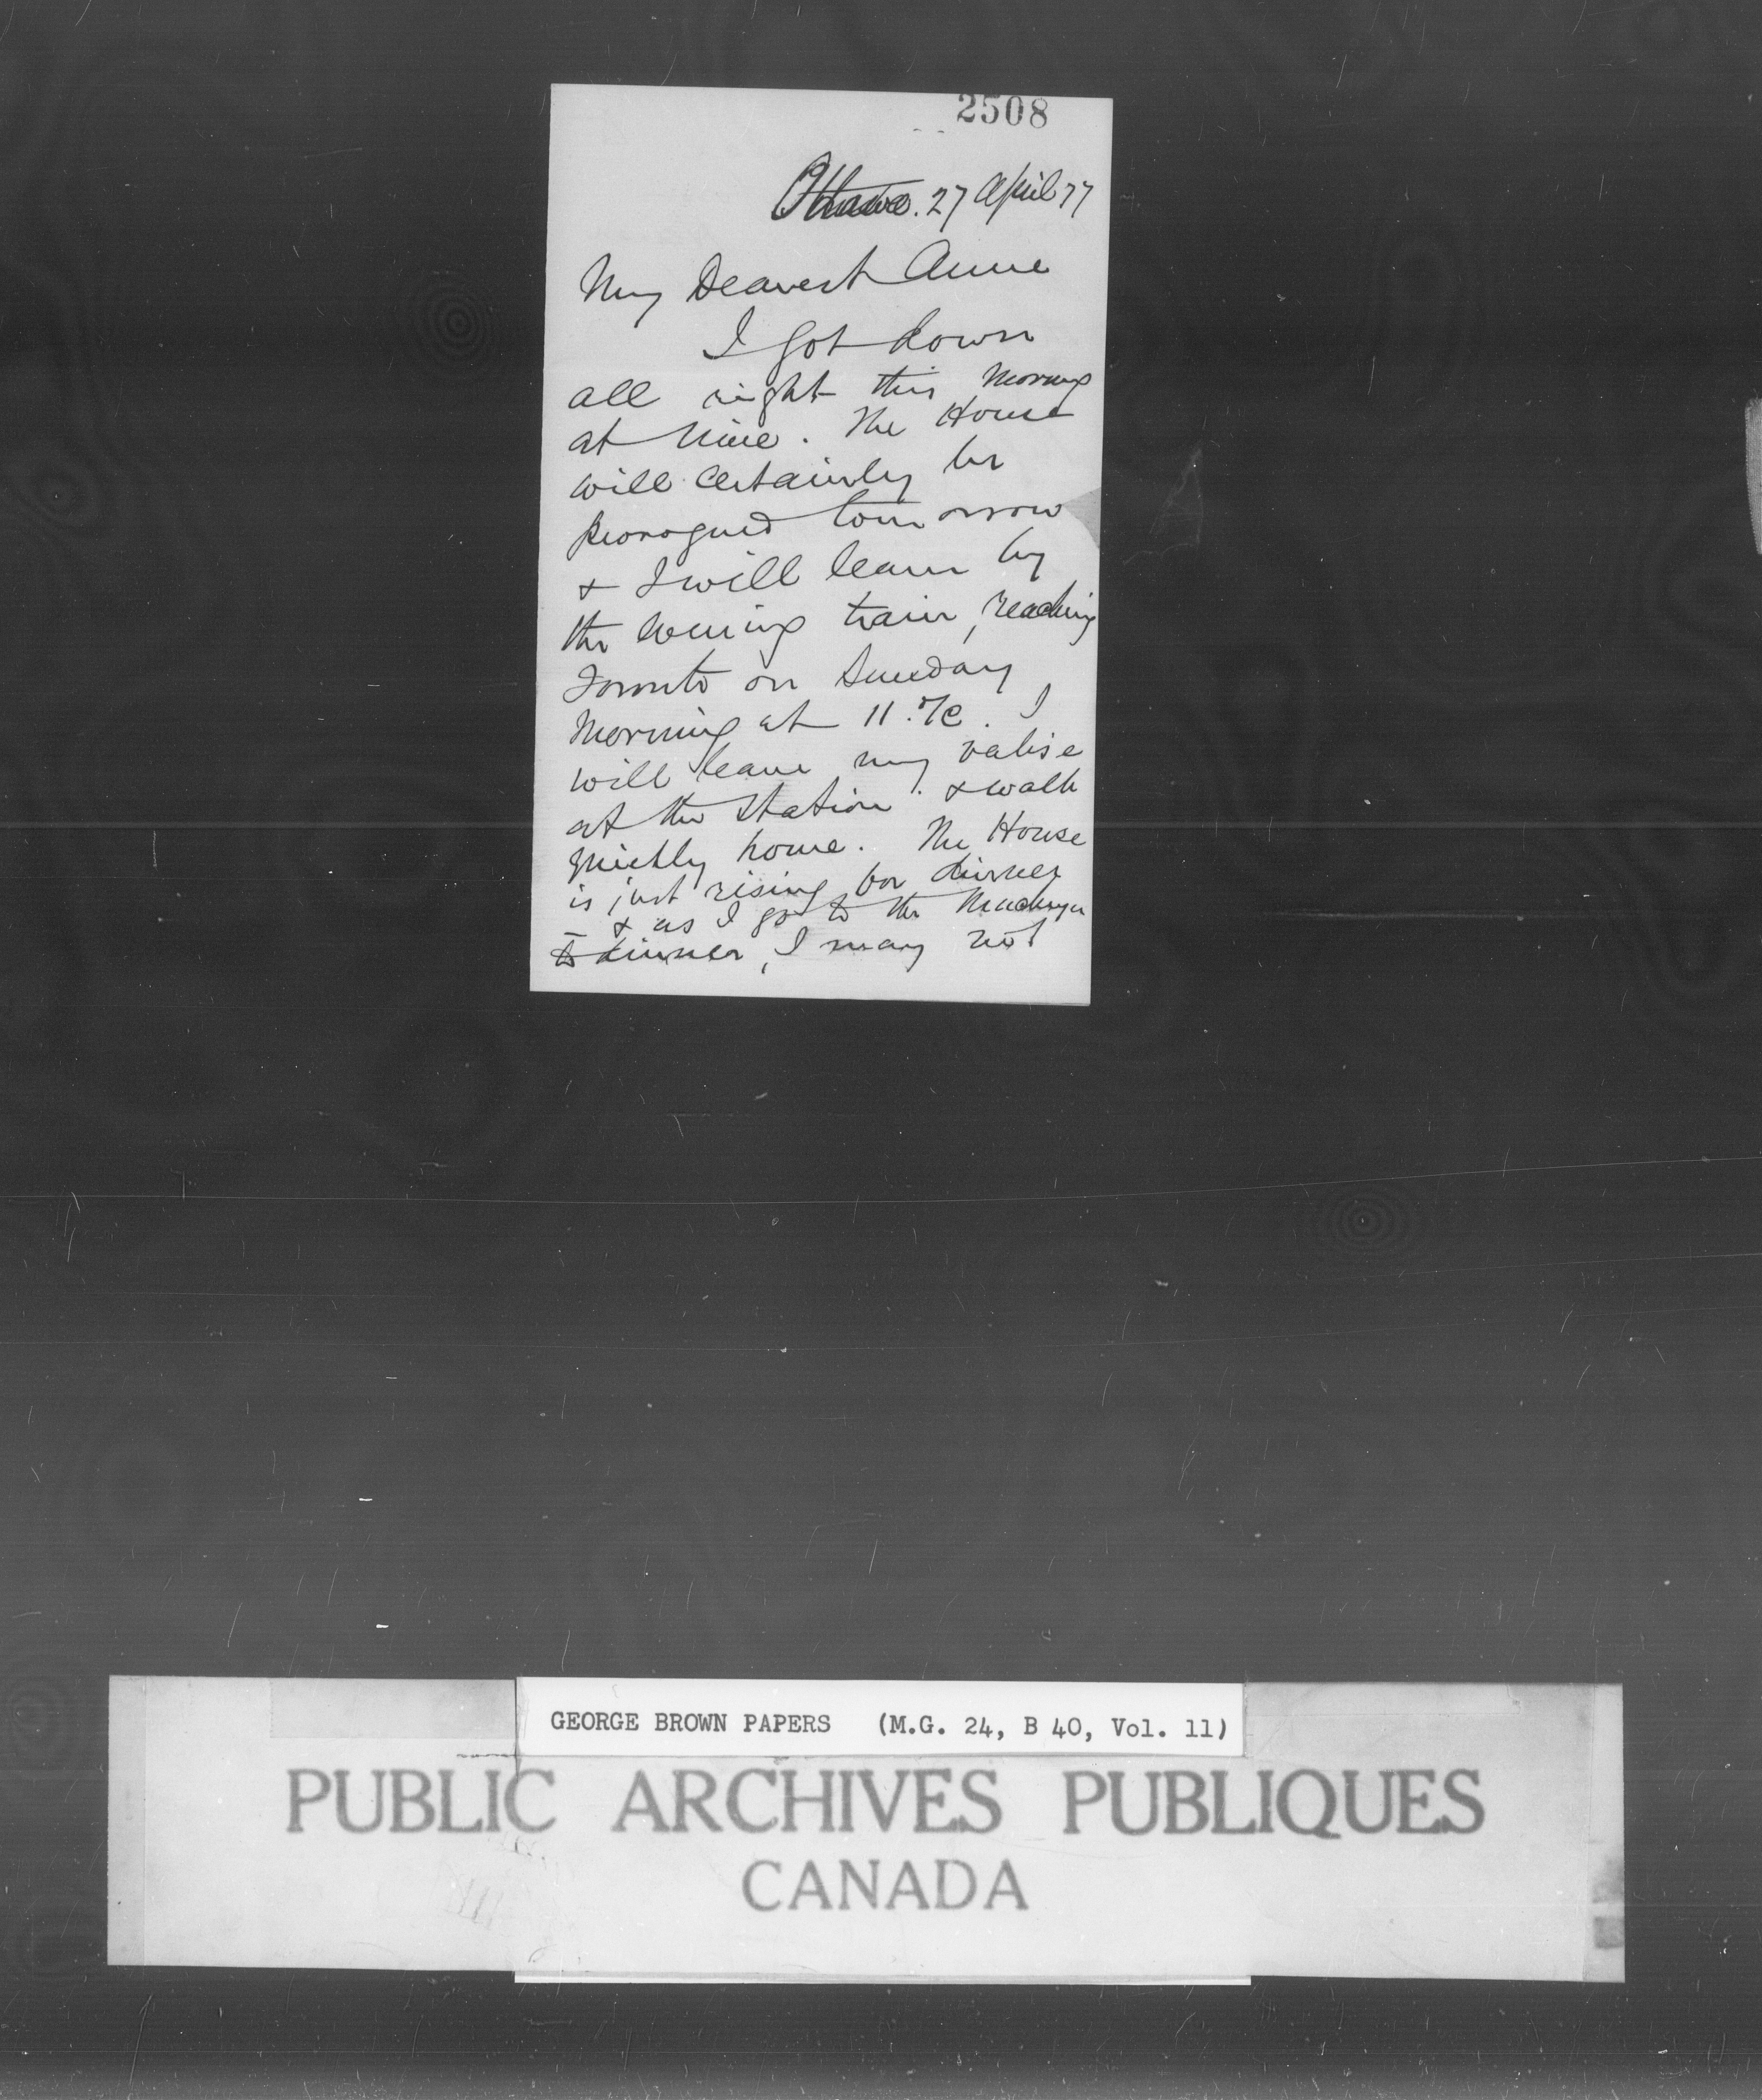 2508
Ottawa. 27 April 77
My Dearest Anne
I got down
all right this morning
at nine. The House
will certainly be
prorogued tomorrow
& I will leave by
the evening train, reaching
Toronto on Sunday
morning at 11.
I
will leave my valise
at the station & walk
quickly home. The House
is just rising for dinner
& as I go to the
to dinner, I may not
GEORGE BROWN PAPERS (M.G. 24, B 40, Vol. 11)
PUBLIC ARCHIVES PUBLIQUES
CANADA